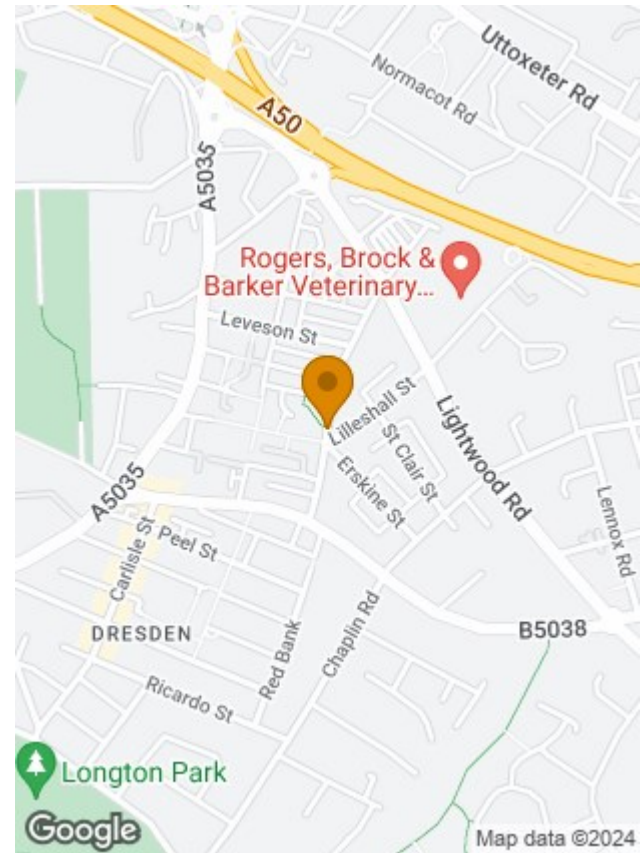 Uttoxeter Rd
Normacot Rd
A50
A5035
Rogers, Brock &
Barker Veterinary...
Leveson St
Lilleshall St
St Clair St
Lightwood Rd
Erskine St
Lennox Rd
A5035
Peel St
Carlisle St
DRESDEN
Red Bank
Chaplin Rd
B5038
Ricardo St
Longton Park
Google
Map data ©2024